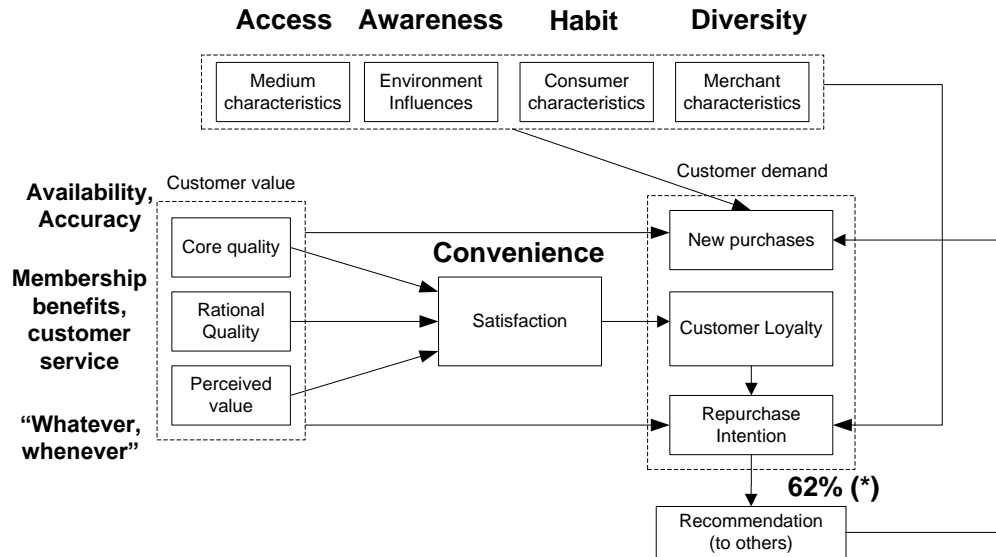 Access Awareness Habit Diversity
Medium
characteristics
Environment
Influences
Consumer
characteristics
Merchant
characteristics
Availability,
Accuracy
Customer value
Customer demand
Core quality
New purchases
Convenience
Membership
benefits,
customer
service
Rational
Quality
Satisfaction
Customer Loyalty
Perceived
value
“Whatever,
whenever”
Repurchase
Intention
62% (*)
Recommendation
(to others)